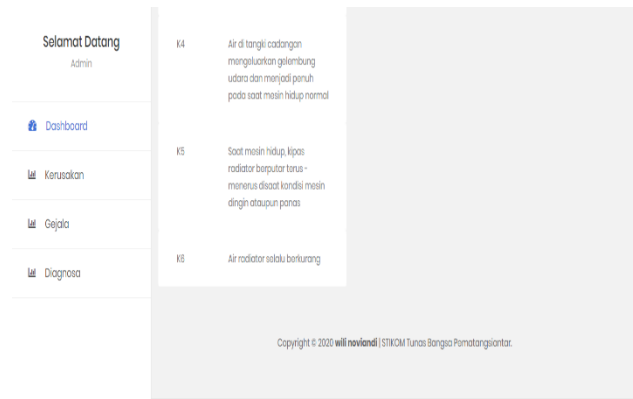 Selamat Datang
Admin
Dashboard
Kerusakan
Gejala
Diagnosa
K4 Air di tangki cadangan
mengeluarkan gelembung
udara dan menjadi penuh
pada saat mesin hidup normal
K5 Saat mesin hidup, kipas
radiator berputar terus -
menerus disaat kondisi mesin
dingin ataupun panas
K6 Air radiator selalu berkurang
Copyright © 2020 wili noviandi | STIKOM Tunas Bangsa Pematangsiantar.